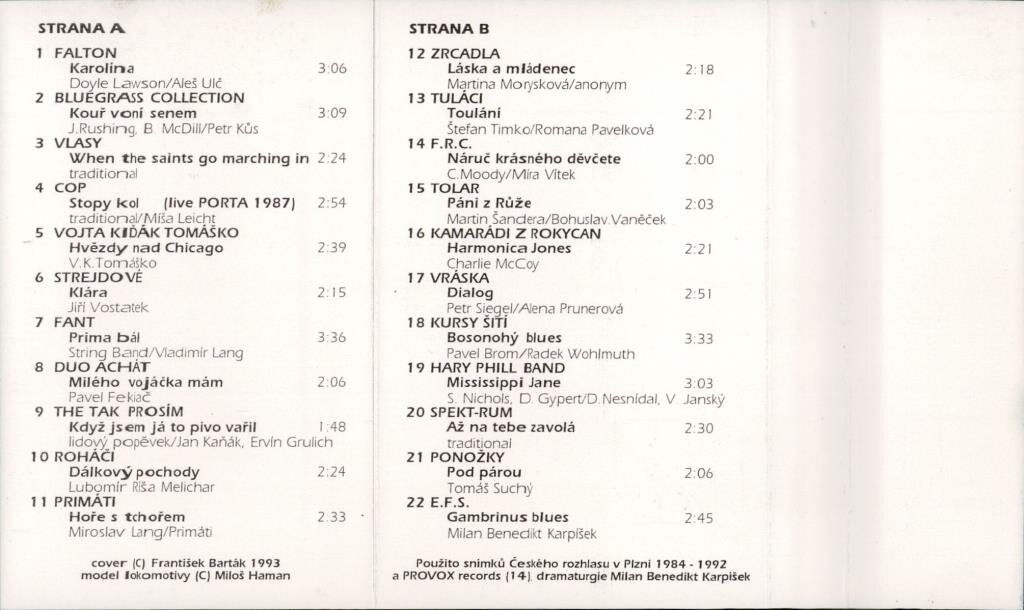 STRANA A
1 FALTON
Karolína 3:06
Doyle Lawson/Aleš Ulč
2 BLUEGRASS COLLECTION
Kouř voní senem 3:09
J.Rushing, B. McDill/Petr Kůs
3 VLASY
When the saints go marching in 2:24
traditional
4 COP
Stopy kol (live PORTA 1987) 2:54
traditional/Míša Leicht
5 VOJTA KIĎÁK TOMÁŠKO
Hvězdy nad Chicago 2:39
V.K.Tomáško
6 STREJDOVÉ
Klára 2:15
Jiří Vostatek
7 FANT
Prima bál 3:36
String Band/Vladimír Lang
8 DUO ACHÁT
Milého vojáčka mám 2:06
Pavel Fekiač
9 THE TAK PROSÍM
Když jsem já to pivo vařil 1:48
lidový popěvek/Jan Kaňák, Ervín Grulich
10 ROHÁČI
Dálkový pochody 2:24
Lubomír Ríša Melichar
11 PRIMÁTI
Hoře s tchořem 2:33
Miroslav Lang/Primáti
cover (C) František Barták 1993
model lokomotivy (C) Miloš Haman
STRANA B
12 ZRCADLA
Láska a mládenec 2:18
Martina Morysková/anonym
13 TULÁCI
Toulání 2:21
Štefan Timko/Romana Pavelková
14 F.R.C.
Náruč krásného děvčete 2:00
C.Moody/Míra Vítek
15 TOLAR
Páni z Růže 2:03
Martin Šandera/Bohuslav.Vaněček
16 KAMARÁDI Z ROKYCAN
Harmonica Jones 2:21
Charlie McCoy
17 VRÁSKA
Dialog 2:51
Petr Siegel/Alena Prunerová
18 KURSY ŠITÍ
Bosonohý blues 3:33
Pavel Brom/Radek Wohlmuth
19 HARY PHILL BAND
Mississippi Jane 3:03
S. Nichols, D. Gypert/D.Nesnídal, V. Janský
20 SPEKT-RUM
Až na tebe zavolá 2:30
traditional
21 PONOŽKY
Pod párou 2:06
Tomáš Suchý
22 E.F.S.
Gambrinus blues 2:45
Milan Benedikt Karpíšek
Použito snimků Českého rozhlasu v Plzni 1984 - 1992
a PROVOX records (14), dramaturgie Milan Benedikt Karpišek